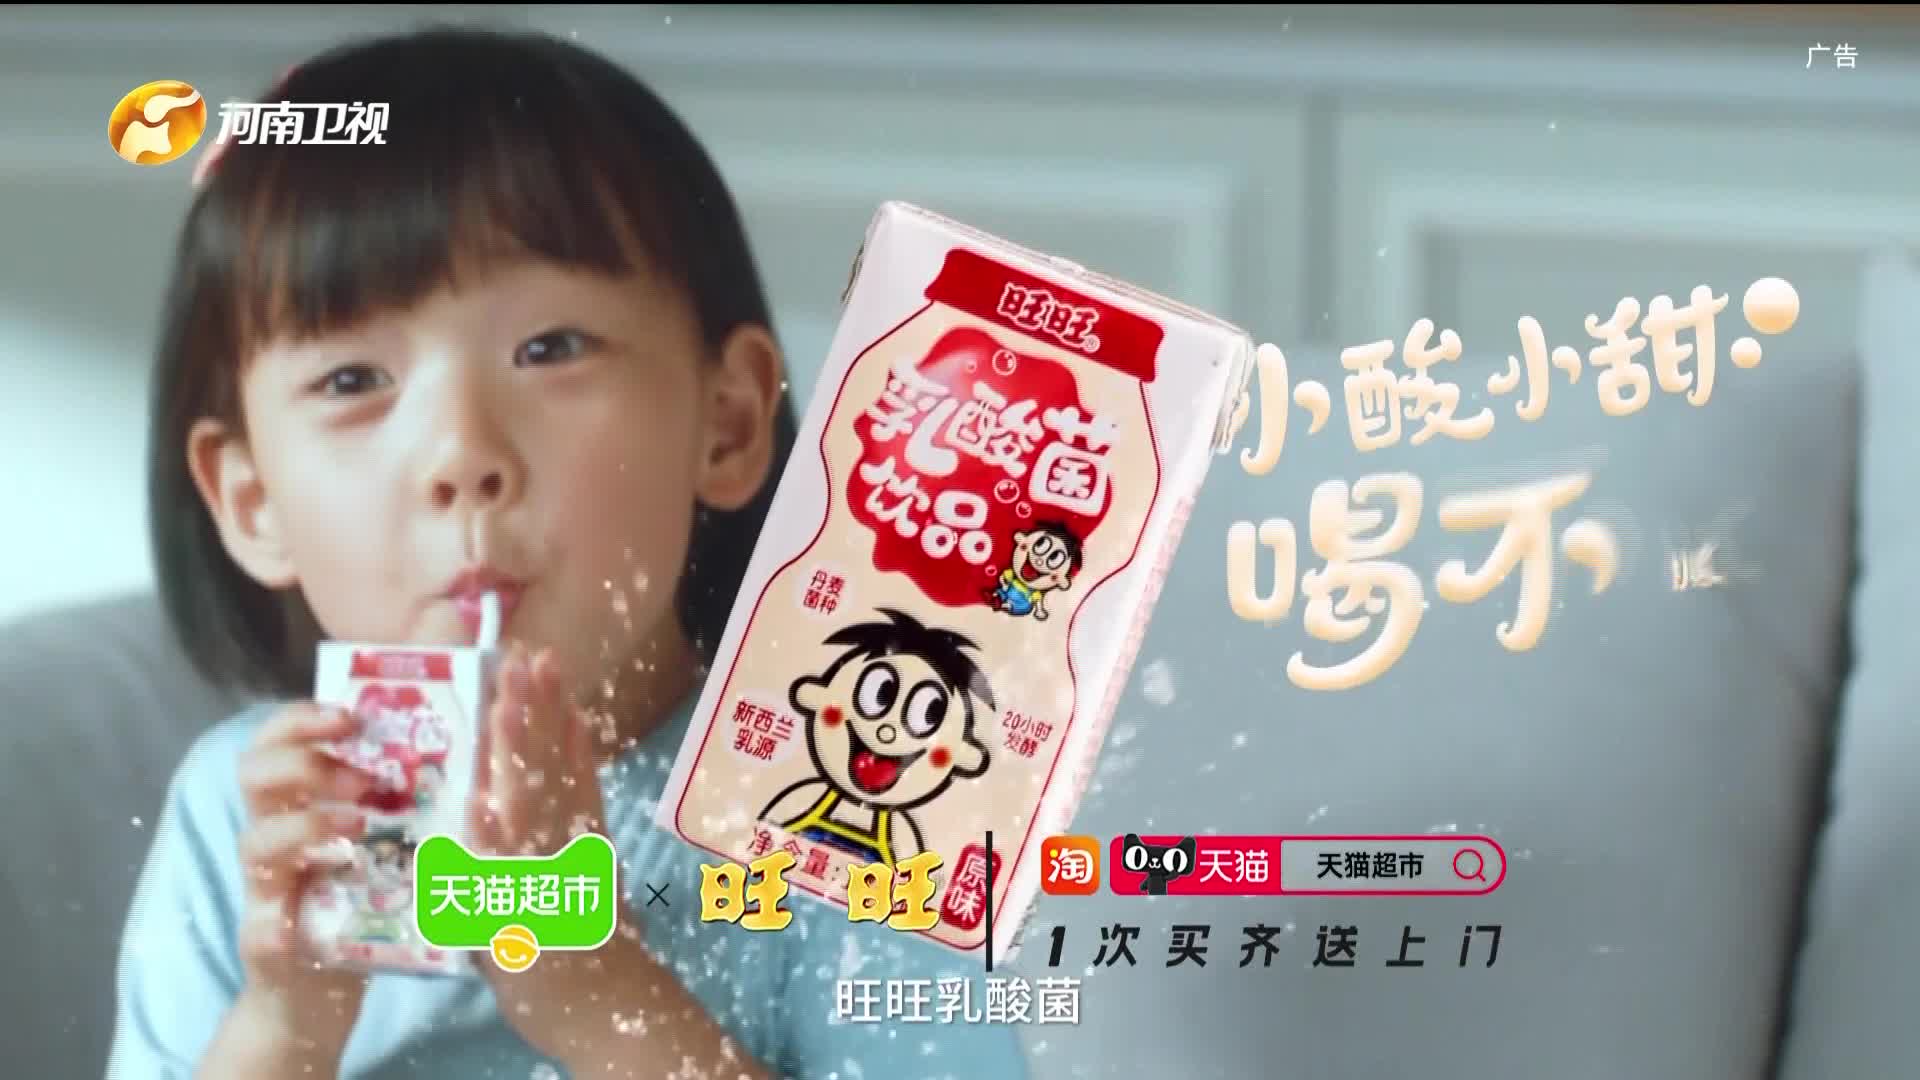 广告
河南卫视
旺旺®
乳酸菌
饮品
丹麦
菌种
新西兰
乳源
20小时
发酵
净含量:
原味
小酸小甜
喝不
天猫超市
×
旺旺
淘
天猫
天猫超市
1次买齐送上门
旺旺乳酸菌